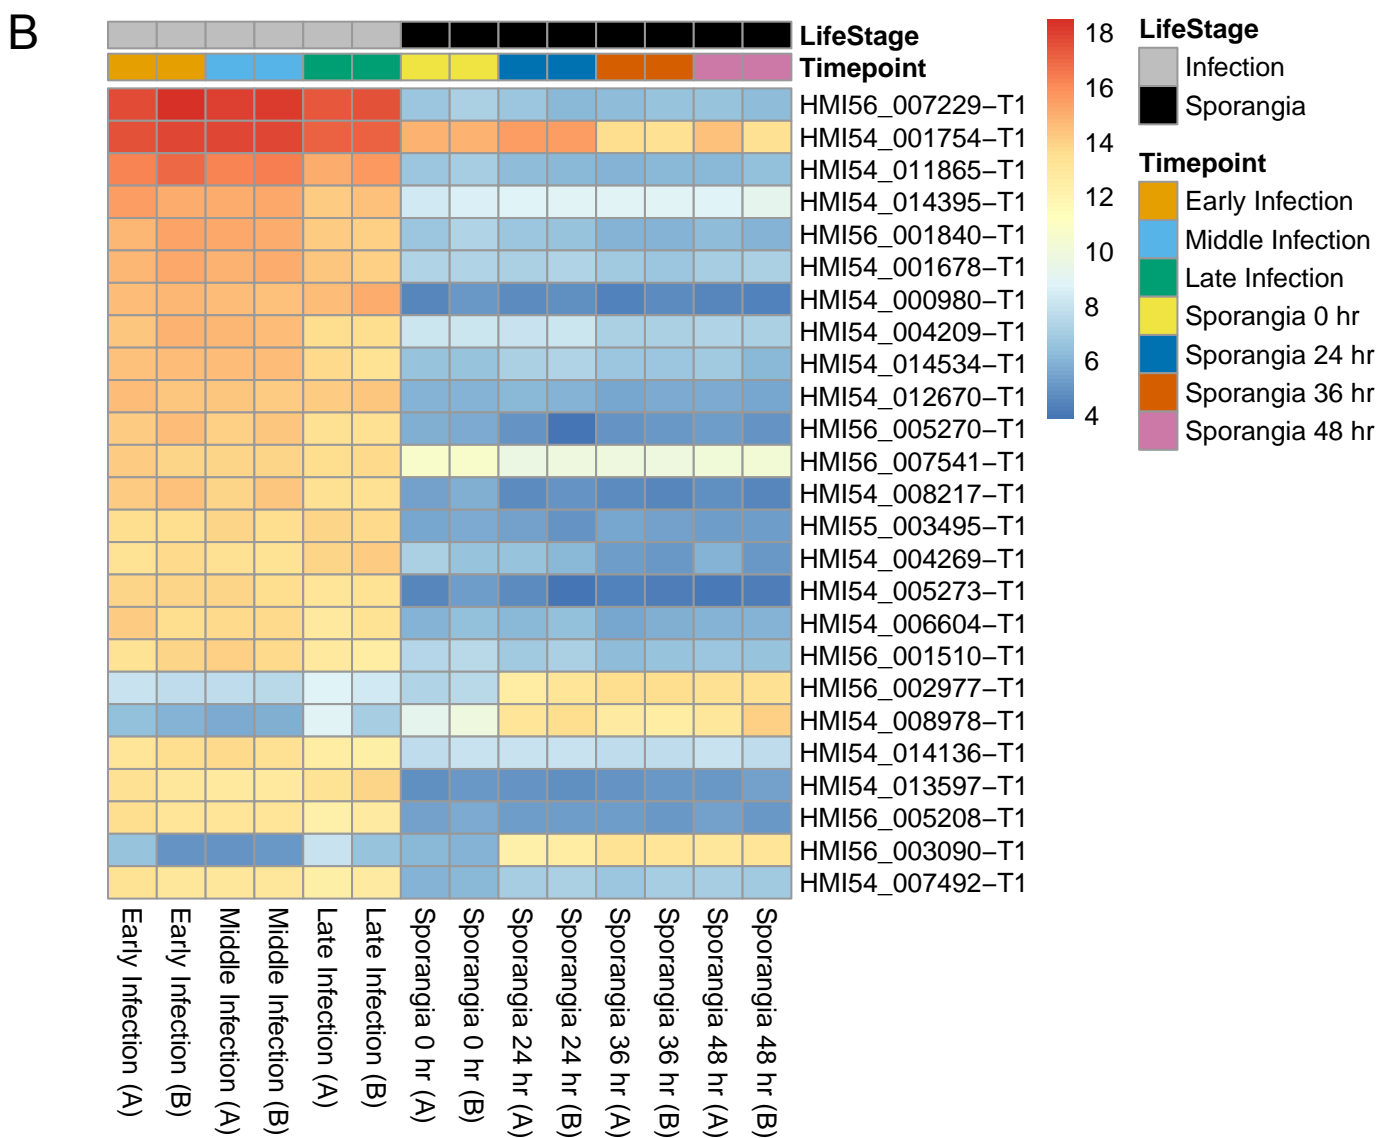 B
LifeStage
Timepoint
HMI56_007229−T1
HMI54_001754−T1
HMI54_011865−T1
HMI54_014395−T1
HMI56_001840−T1
HMI54_001678−T1
HMI54_000980−T1
HMI54_004209−T1
HMI54_014534−T1
HMI54_012670−T1
HMI56_005270−T1
HMI56_007541−T1
HMI54_008217−T1
HMI55_003495−T1
HMI54_004269−T1
HMI54_005273−T1
HMI54_006604−T1
HMI56_001510−T1
HMI56_002977−T1
HMI54_008978−T1
HMI54_014136−T1
HMI54_013597−T1
HMI56_005208−T1
HMI56_003090−T1
HMI54_007492−T1
Early Infection (A)
Early Infection (B)
Middle Infection (A)
Middle Infection (B)
Late Infection (A)
Late Infection (B)
Sporangia 0 hr (A)
Sporangia 0 hr (B)
Sporangia 24 hr (A)
Sporangia 24 hr (B)
Sporangia 36 hr (A)
Sporangia 36 hr (B)
Sporangia 48 hr (A)
Sporangia 48 hr (B)
18
16
14
12
10
8
6
4
LifeStage
Infection
Sporangia
Timepoint
Early Infection
Middle Infection
Late Infection
Sporangia 0 hr
Sporangia 24 hr
Sporangia 36 hr
Sporangia 48 hr